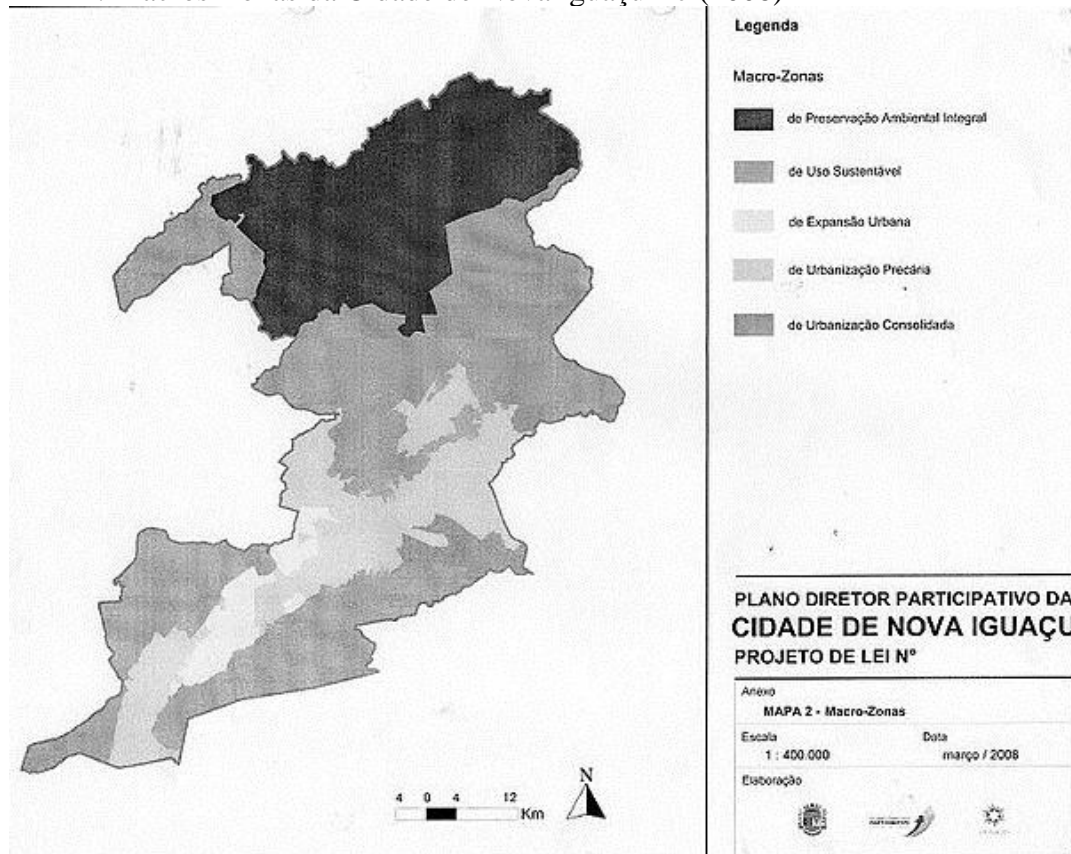 Legenda
Macro-Zonas
de Preservação Ambiental Integral
de Uso Sustentável
de Expansão Urbana
de Urbanização Precária
de Urbanização Consolidada
PLANO DIRETOR PARTICIPATIVO DA
CIDADE DE NOVA IGUAÇU
PROJETO DE LEI Nº
Anexo
MAPA 2 - Macro-Zonas
Escala
1 : 400.000
Data
março / 2008
Elaboração
N
4 0 4 12
Km